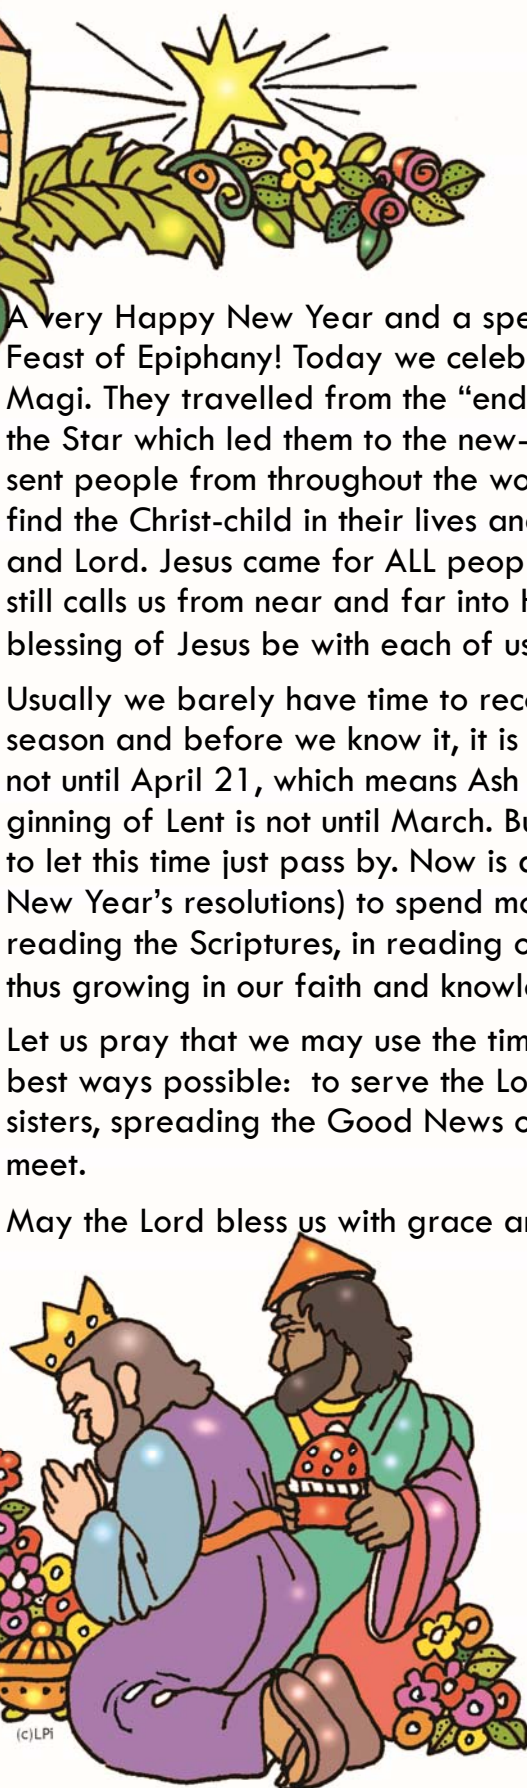 A very Happy New Year and a spe
Feast of Epiphany! Today we celeb
Magi. They travelled from the “end
the Star which led them to the new-
sent people from throughout the wo
find the Christ-child in their lives an
and Lord. Jesus came for ALL peop
still calls us from near and far into H
blessing of Jesus be with each of us
Usually we barely have time to rec
season and before we know it, it is
not until April 21, which means Ash
ginning of Lent is not until March. Bu
to let this time just pass by. Now is a
New Year’s resolutions) to spend mo
reading the Scriptures, in reading o
thus growing in our faith and knowl
Let us pray that we may use the tim
best ways possible:  to serve the Lo
sisters, spreading the Good News o
meet.
May the Lord bless us with grace a
(c)LPi